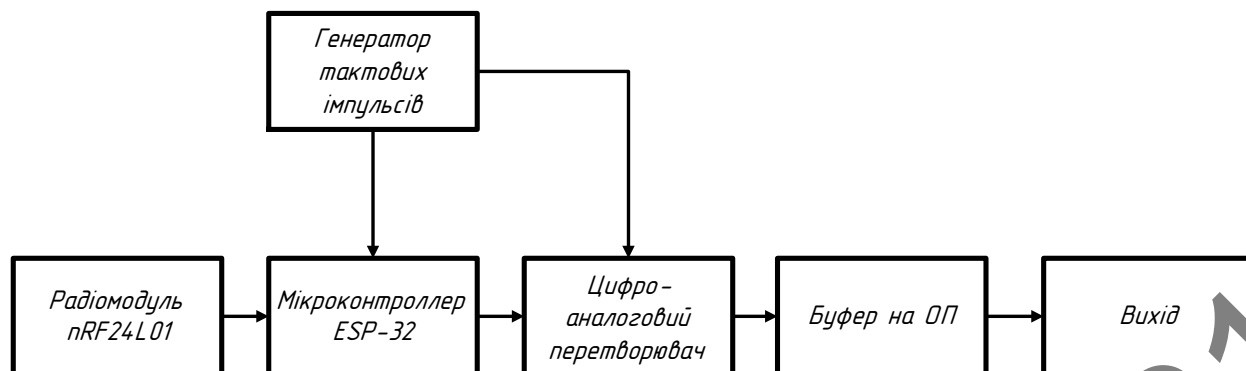 Генератор
тактових
імпульсів
Радіомодуль
nRF24L01
Мікроконтроллер
ESP-32
Цифро-
аналоговий
перетворювач
Буфер на ОП
Вихід